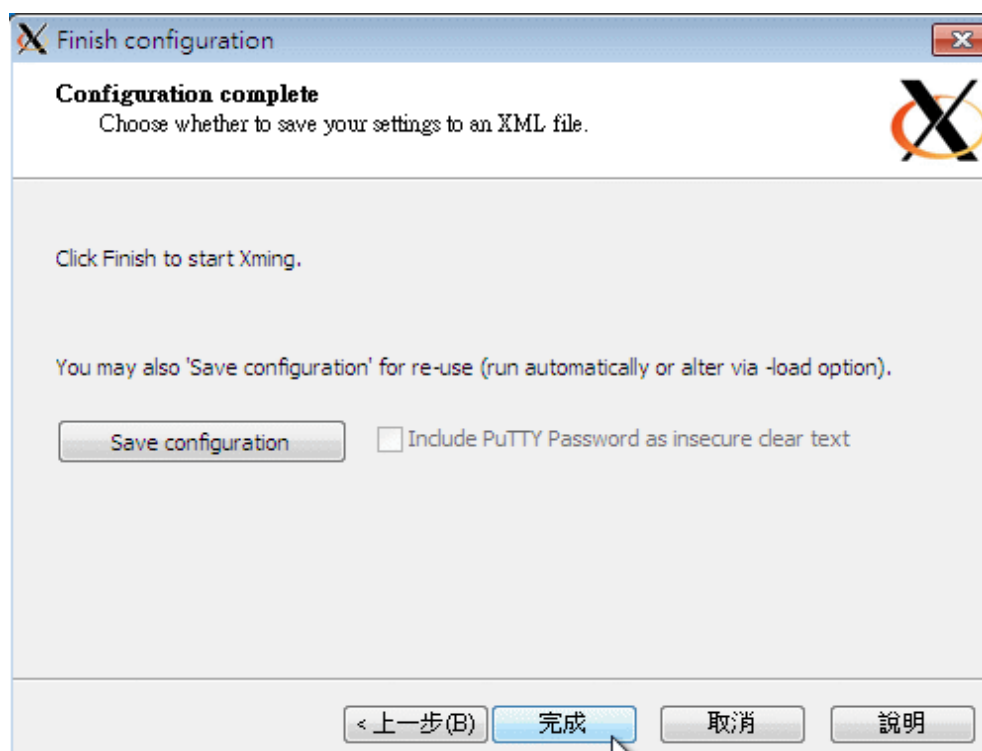 Finish configuration
Configuration complete
Choose whether to save your settings to an XML file.
Click Finish to start Xming.
You may also 'Save configuration' for re-use (run automatically or alter via -load option).
Save configuration
Include PuTTY Password as insecure clear text
< 上一步(B) 完成 取消 說明